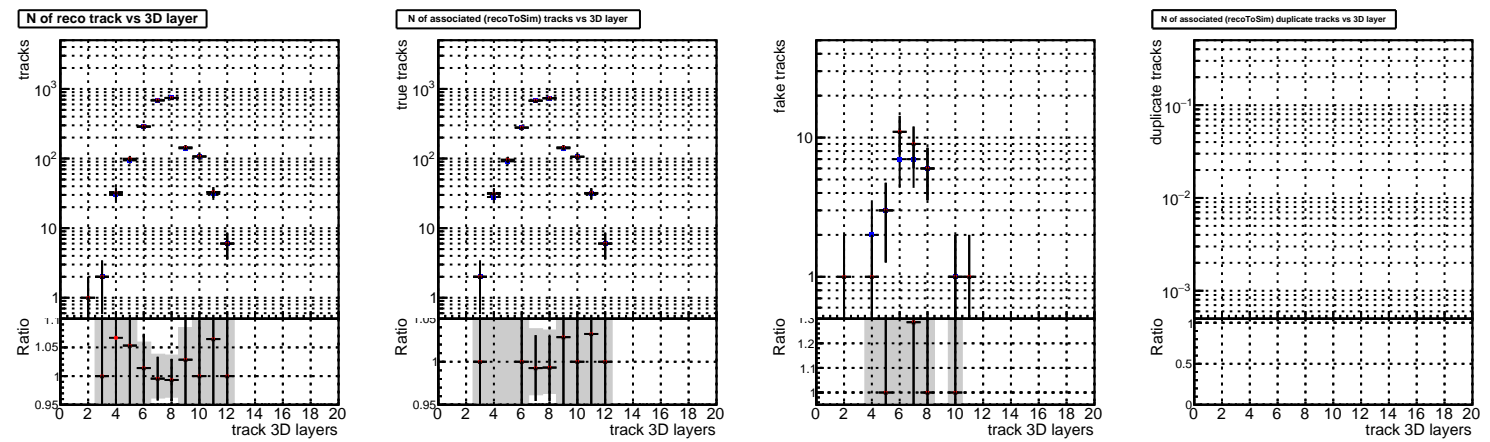 N of reco track vs 3D layer
tracks
10³
10²
10
1
Ratio
1.1
1.05
1
0.95
0 2 4 6 8 10 12 14 16 18 20
track 3D layers
N of associated (recoToSim) tracks vs 3D layer
true tracks
10³
10²
10
1
Ratio
1.05
1
0.95
0 2 4 6 8 10 12 14 16 18 20
track 3D layers
fake tracks
10
1
Ratio
1.3
1.2
1.1
1
0 2 4 6 8 10 12 14 16 18 20
track 3D layers
N of associated (recoToSim) duplicate tracks vs 3D layer
duplicate tracks
10⁻¹
10⁻²
10⁻³
Ratio
1
0.5
0
0 2 4 6 8 10 12 14 16 18 20
track 3D layers